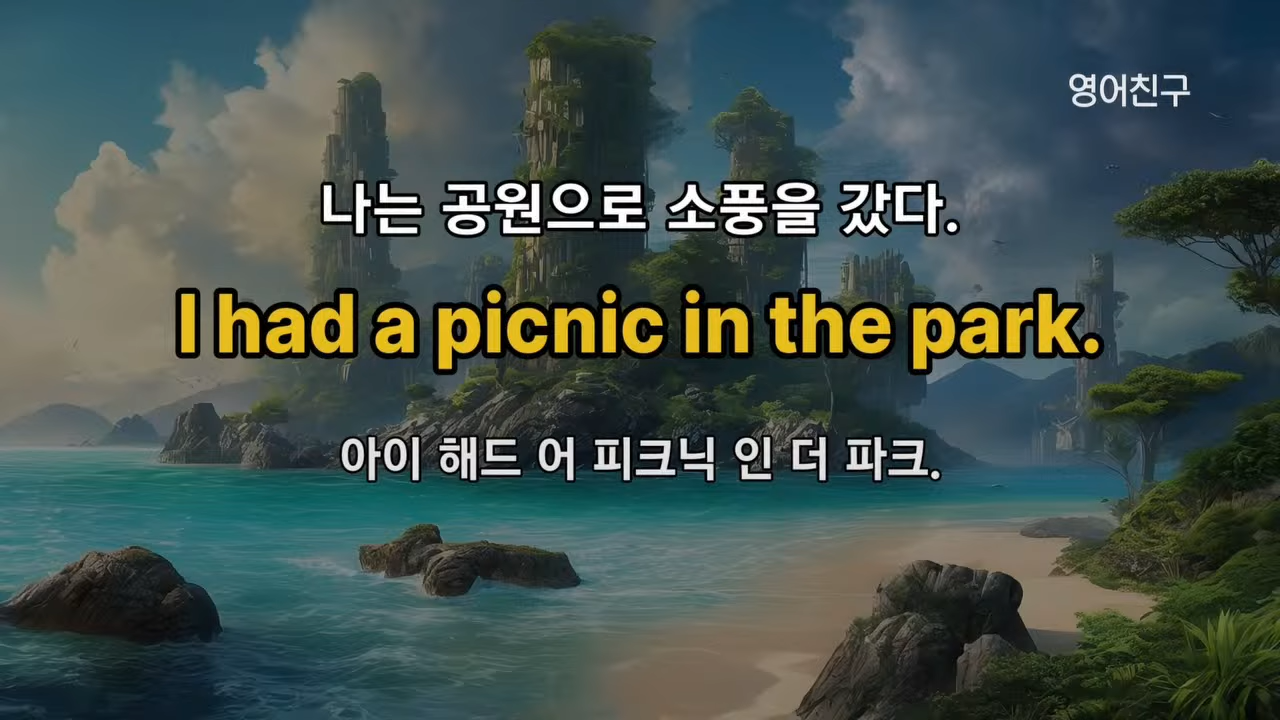 영어친구
나는 공원으로 소풍을 갔다.
I had a picnic in the park.
아이 해드 어 피크닉 인 더 파크.